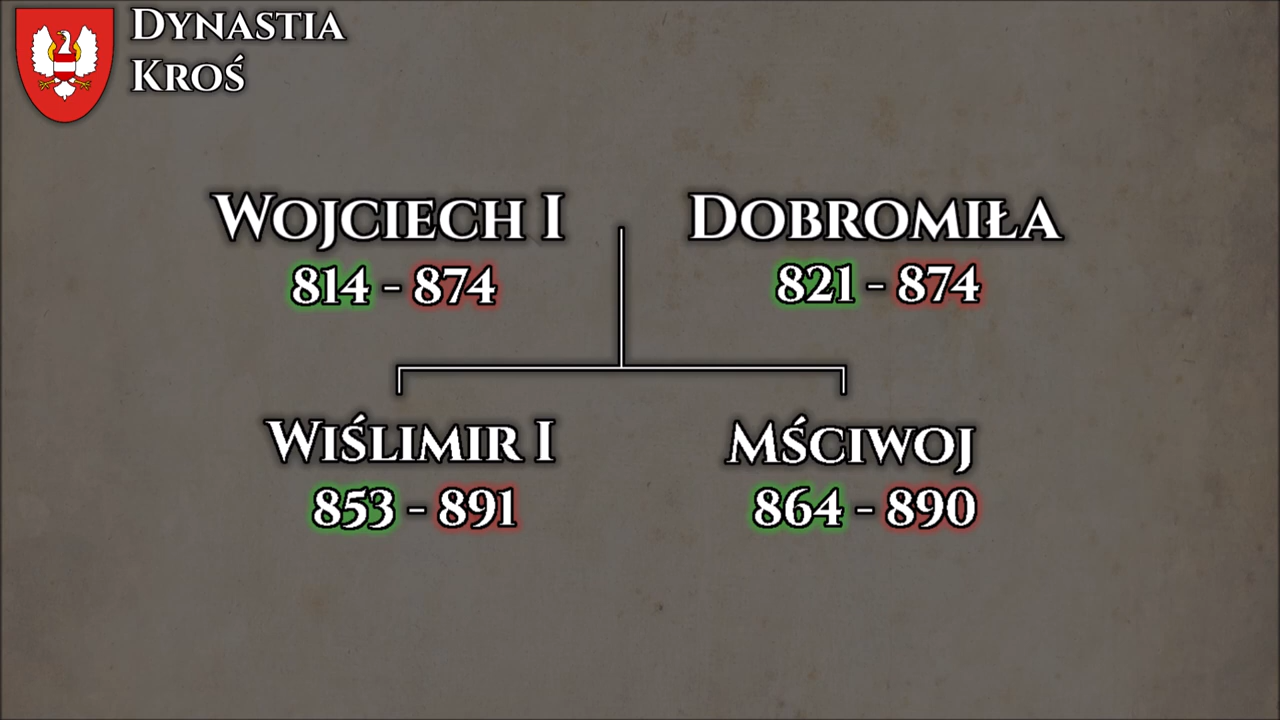 Dynastia
Kroś
Wojciech I
Dobromiła
814 - 874
821 - 874
Wiślimir I
Mściwoj
853 - 891
864 - 890